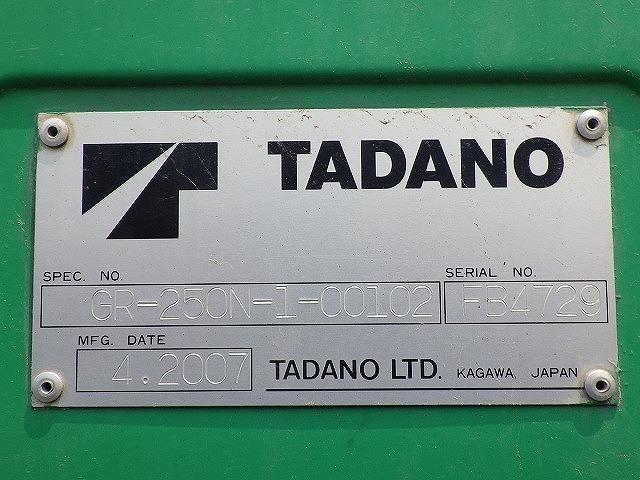 TADANO
SPEC. NO.
GR-250N-1-00102
SERIAL NO.
FB4729
MFG. DATE
4.2007
TADANO LTD. KAGAWA, JAPAN